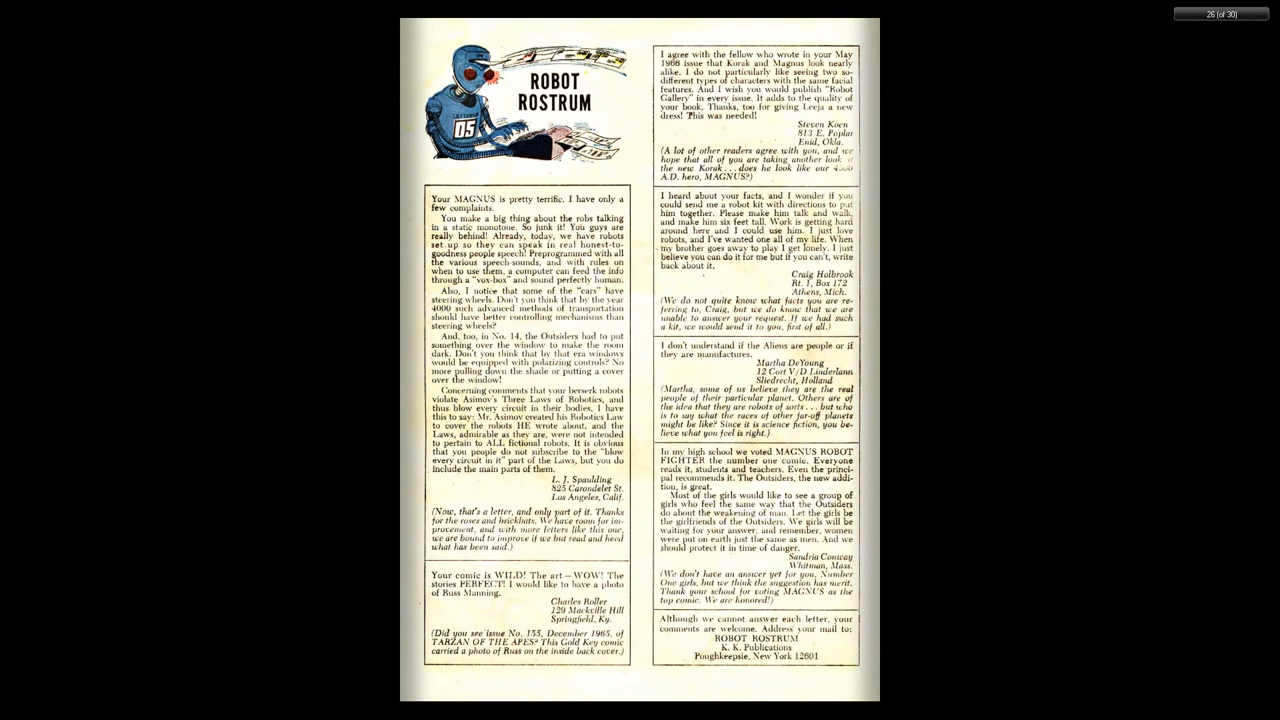 26 (of 30)
ROBOT
ROSTRUM
05
Your MAGNUS is pretty terrific. I have only a
few complaints.
You make a big thing about the robs talking
in a static monotone. So junk it! You guys are
really behind! Already, today, we have robots
set up so they can speak in real honest-to-
goodness people speech! Preprogrammed with all
the various speech-sounds, and with rules on
when to use them, a computer can feed the info
through a "vox-box" and sound perfectly human.
Also, I notice that some of the "cars" have
steering wheels. Don't you think that by the year
4000 such advanced methods of transportation
should have better controlling mechanisms than
steering wheels?
And, too, in No. 14, the Outsiders had to put
something over the window to make the room
dark. Don't you think that by that era windows
would be equipped with polarizing controls? No
more pulling down the shade or putting a cover
over the window!
Concerning comments that your berserk robots
violate Asimov's Three Laws of Robotics, and
thus blow every circuit in their bodies, I have
this to say: Mr. Asimov created his Robotics Law
to cover the robots HE wrote about, and the
Laws, admirable as they are, were not intended
to pertain to ALL fictional robots. It is obvious
that you people do not subscribe to the "blow
every circuit in it" part of the Laws, but you do
include the main parts of them.
L. J. Spaulding
825 Carondelet St.
Los Angeles, Calif.
(Now, that's a letter, and only part of it. Thanks
for the roses and brickbats. We have room for im-
provement, and with more letters like this one,
we are bound to improve if we but read and heed
what has been said.)
Your comic is WILD! The art — WOW! The
stories PERFECT! I would like to have a photo
of Russ Manning.
Charles Roller
129 Mackville Hill
Springfield, Ky.
(Did you see issue No. 155, December 1965, of
TARZAN OF THE APES? This Gold Key comic
carried a photo of Russ on the inside back cover.)
I agree with the fellow who wrote in your May
1966 issue that Korak and Magnus look nearly
alike. I do not particularly like seeing two so-
different types of characters with the same facial
features. And I wish you would publish "Robot
Gallery" in every issue. It adds to the quality of
your book. Thanks, too for giving Leeja a new
dress! This was needed!
Steven Koen
813 E. Poplar
Enid, Okla.
(A lot of other readers agree with you, and we
hope that all of you are taking another look at
the new Korak . . . does he look like our 4000
A.D. hero, MAGNUS?)
I heard about your facts, and I wonder if you
could send me a robot kit with directions to put
him together. Please make him talk and walk,
and make him six feet tall. Work is getting hard
around here and I could use him. I just love
robots, and I've wanted one all of my life. When
my brother goes away to play I get lonely. I just
believe you can do it for me but if you can't, write
back about it.
Craig Holbrook
Rt. 1, Box 172
Athens, Mich.
(We do not quite know what facts you are re-
ferring to, Craig, but we do know that we are
unable to answer your request. If we had such
a kit, we would send it to you, first of all.)
I don't understand if the Aliens are people or if
they are manufactures.
Martha DeYoung
12 Cort V/D Linderlann
Sliedrecht, Holland
(Martha, some of us believe they are the real
people of their particular planet. Others are of
the idea that they are robots of sorts . . . but who
is to say what the races of other far-off planets
might be like? Since it is science fiction, you be-
lieve what you feel is right.)
In my high school we voted MAGNUS ROBOT
FIGHTER the number one comic. Everyone
reads it, students and teachers. Even the princi-
pal recommends it. The Outsiders, the new addi-
tion, is great.
Most of the girls would like to see a group of
girls who feel the same way that the Outsiders
do about the weakening of man. Let the girls be
the girlfriends of the Outsiders. We girls will be
waiting for your answer; and remember, women
were put on earth just the same as men. And we
should protect it in time of danger.
Sandria Conway
Whitman, Mass.
(We don't have an answer yet for you, Number
One girls, but we think the suggestion has merit.
Thank your school for voting MAGNUS as the
top comic. We are honored!)
Although we cannot answer each letter, your
comments are welcome. Address your mail to:
ROBOT ROSTRUM
K. K. Publications
Poughkeepsie, New York 12601